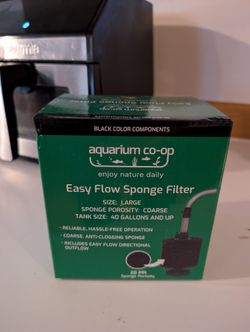 BLACK COLOR COMPONENTS
aquarium co-op
enjoy nature daily
Easy Flow Sponge Filter
SIZE: LARGE
SPONGE POROSITY: COARSE
TANK SIZE: 40 GALLONS AND UP
• RELIABLE, HASSLE-FREE OPERATION
• COARSE: ANTI-CLOGGING SPONGE
• INCLUDES EASY FLOW DIRECTIONAL
OUTFLOW
20 PPI
Sponge Porosity